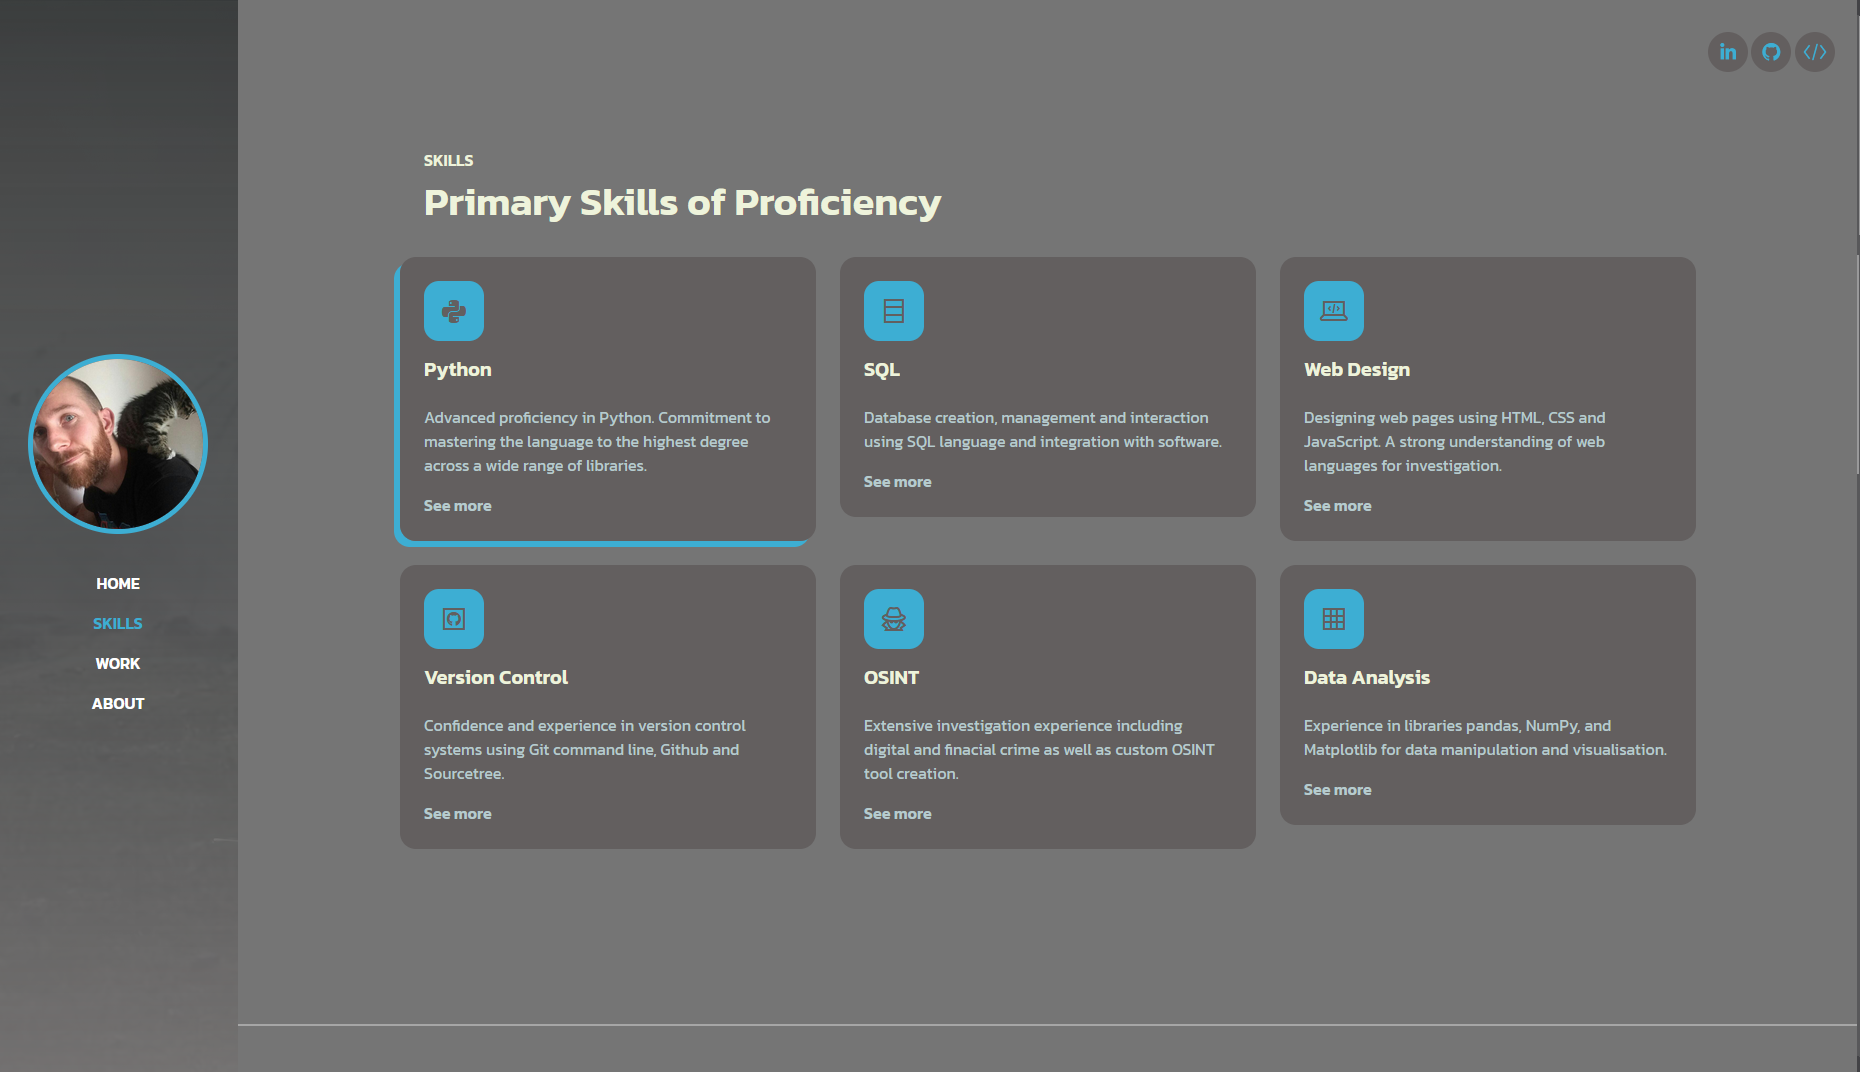 SKILLS
Primary Skills of Proficiency
Python
Advanced proficiency in Python. Commitment to
mastering the language to the highest degree
across a wide range of libraries.
See more
SQL
Database creation, management and interaction
using SQL language and integration with software.
See more
Web Design
Designing web pages using HTML, CSS and
JavaScript. A strong understanding of web
languages for investigation.
See more
HOME
SKILLS
WORK
ABOUT
Version Control
Confidence and experience in version control
systems using Git command line, Github and
Sourcetree.
See more
OSINT
Extensive investigation experience including
digital and finacial crime as well as custom OSINT
tool creation.
See more
Data Analysis
Experience in libraries pandas, NumPy, and
Matplotlib for data manipulation and visualisation.
See more